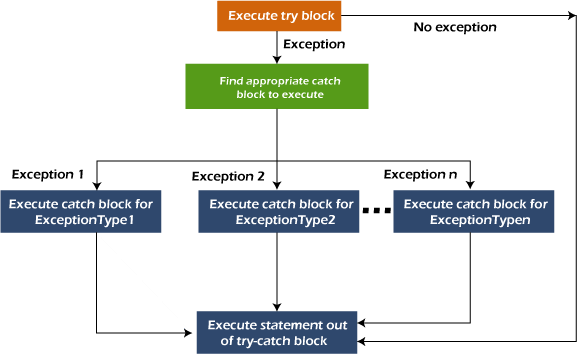 Execute try block
No exception
Exception
Find appropriate catch
block to execute
Exception 1
Exception 2
Exception n
Execute catch block for
ExceptionType1
Execute catch block for
ExceptionType2
Execute catch block for
ExceptionTypen
Execute statement out
of try-catch block